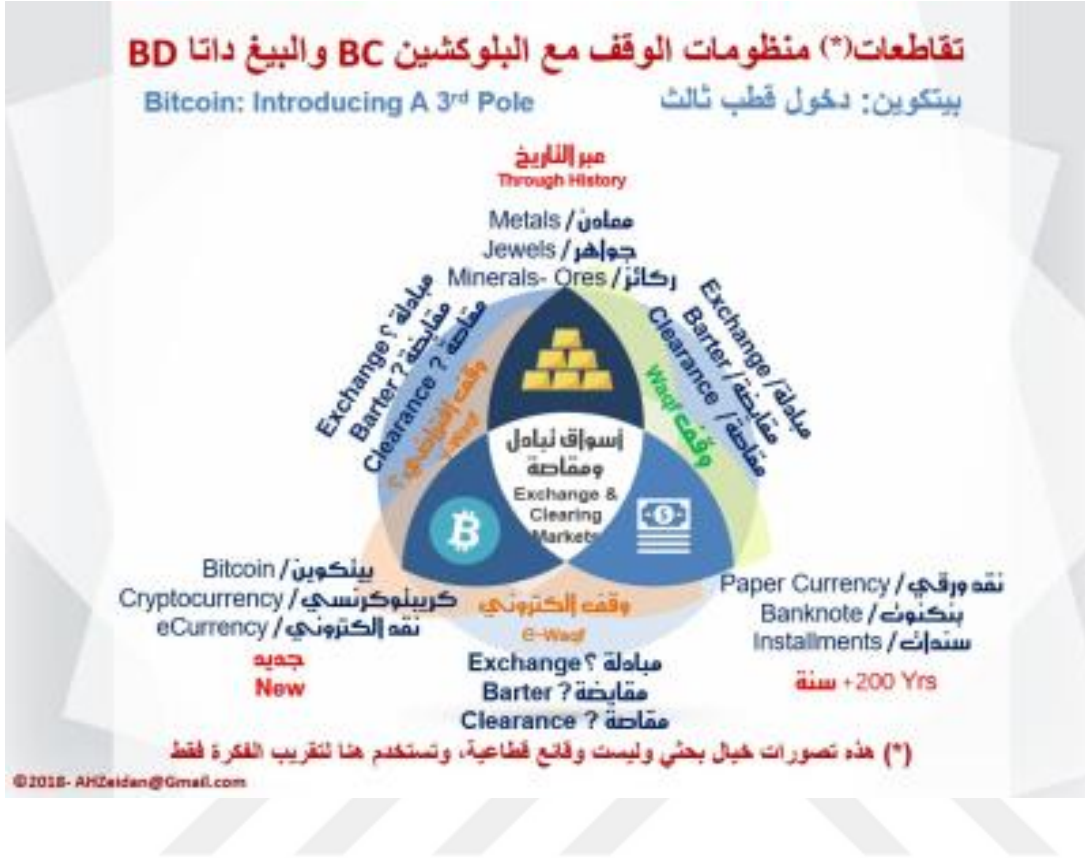 تقاطعات(*) منظومات الوقف مع البلوكشين BC والبيغ داتا BD
بيتكوين: دخول قطب ثالث Bitcoin: Introducing A 3rd Pole
عبر التاريخ
Through History
معادن / Metals
جواهر / Jewels
ركائز / Minerals- Ores
Exchange ? مبادلة
Barter ? مقايضة
Clearance ? مقاصة
وقف إفتراضي ؟
Exchange / مبادلة
Barter / مقايضة
Clearance / مقاصة
وقف Waqf
أسواق تبادل
ومقاصة
Exchange &
Clearing
Markets
بيتكوين / Bitcoin
كريبتوكرنسي / Cryptocurrency
نقد إلكتروني / eCurrency
جديد
New
نقد ورقي / Paper Currency
بنكنوت / Banknote
سندات / Installments
200+ سنة Yrs
وقف إلكتروني
e-Waqf
Exchange ? مبادلة
Barter ? مقايضة
Clearance ? مقاصة
(*) هذه تصورات خيال بحثي وليست وقائع قطاعية، وتستخدم هنا لتقريب الفكرة فقط
©2018- AHZeidan@Gmail.com